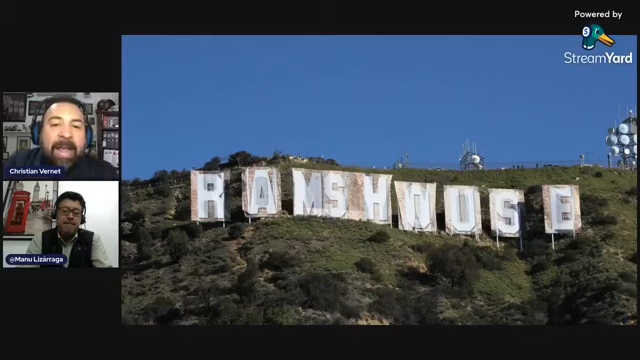 Powered by
StreamYard
Christian Vernet
@Manu Lizárraga
RAMSHOUSE